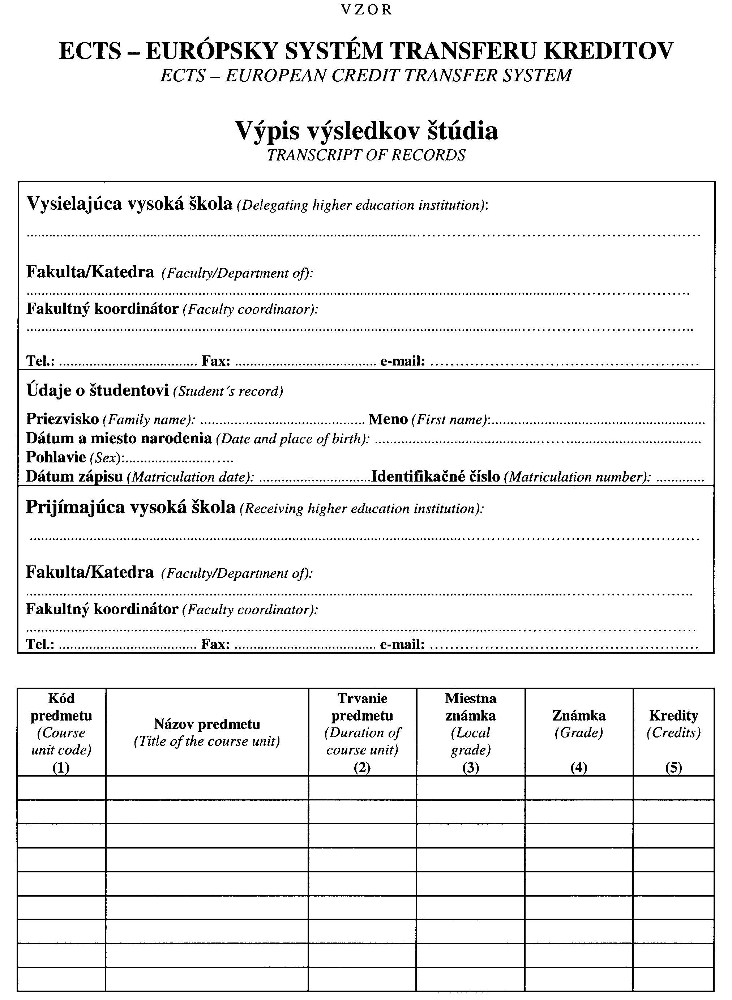 VZOR
ECTS – EURÓPSKY SYSTÉM TRANSFERU KREDITOV
ECTS – EUROPEAN CREDIT TRANSFER SYSTEM
Výpis výsledkov štúdia
TRANSCRIPT OF RECORDS
Vysielajúca vysoká škola (Delegating higher education institution):
Fakulta/Katedra (Faculty/Department of):
Fakultný koordinátor (Faculty coordinator):
Tel.: ..................................... Fax: ...................................... e-mail: ......................................................
Údaje o študentovi (Student´s record)
Priezvisko (Family name): ............................................ Meno (First name):.........................................................
Dátum a miesto narodenia (Date and place of birth): .......................................................................................
Pohlavie (Sex):.............................
Dátum zápisu (Matriculation date): ..............................Identifikačné číslo (Matriculation number): .............
Prijímajúca vysoká škola (Receiving higher education institution):
Fakulta/Katedra (Faculty/Department of):
Fakultný koordinátor (Faculty coordinator):
Tel.: ..................................... Fax: ...................................... e-mail: ......................................................
Kód
predmetu
(Course
unit code)
(1)
Názov predmetu
(Title of the course unit)
Trvanie
predmetu
(Duration of
course unit)
(2)
Miestna
známka
(Local
grade)
(3)
Známka
(Grade)
(4)
Kredity
(Credits)
(5)